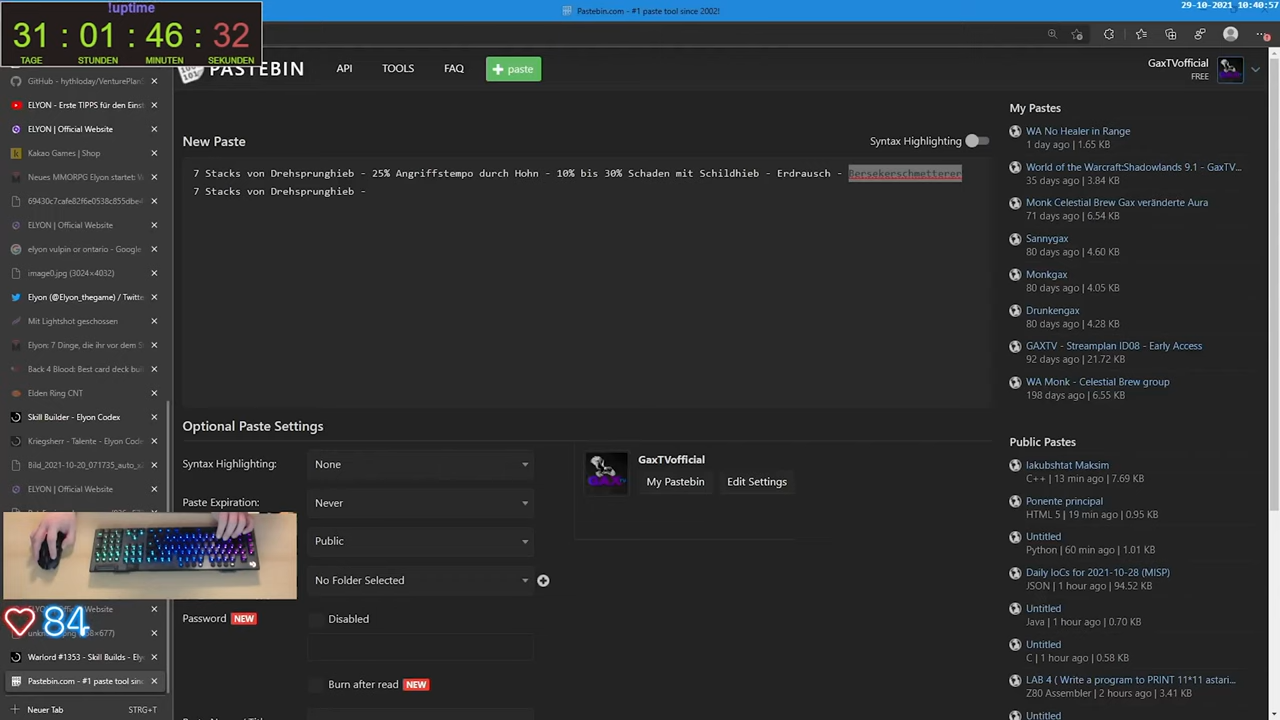 !uptime
31 : 01 : 46 : 32
TAGE STUNDEN MINUTEN SEKUNDEN
Pastebin.com - #1 paste tool since 2002!
29-10-2021 10:40:57
PASTEBIN
API
TOOLS
FAQ
paste
GaxTVofficial
FREE
GitHub - hythloday/VenturePlan
ELYON - Erste TIPPS für den Einst
ELYON | Official Website
Kakao Games | Shop
Neues MMORPG Elyon startet: W
69430c7cafe82f6e0538c855dbe4
ELYON | Official Website
elyon vulpin or ontario - Google
image0.jpg (3024×4032)
Elyon (@Elyon_thegame) / Twitte
Mit Lightshot geschossen
Elyon: 7 Dinge, die ihr vor dem S
Back 4 Blood: Best card deck bu
Elden Ring CNT
Skill Builder - Elyon Codex
Kriegsherr - Talente - Elyon Code
Bild_2021-10-20_071735_auto_s
ELYON | Official Website
84
Warlord #1353 - Skill Builds - Ely
Pastebin.com - #1 paste tool sinc
Neuer Tab STRG+T
New Paste
Syntax Highlighting
7 Stacks von Drehsprunghieb - 25% Angriffstempo durch Hohn - 10% bis 30% Schaden mit Schildhieb - Erdrausch - Bersekerschmetterer
7 Stacks von Drehsprunghieb -
Optional Paste Settings
Syntax Highlighting: None
Paste Expiration: Never
Public
No Folder Selected
Password NEW Disabled
Burn after read NEW
GaxTVofficial
My Pastebin
Edit Settings
My Pastes
WA No Healer in Range
1 day ago | 1.65 KB
World of the Warcraft:Shadowlands 9.1 - GaxTV...
35 days ago | 3.84 KB
Monk Celestial Brew Gax veränderte Aura
71 days ago | 6.54 KB
Sannygax
80 days ago | 4.60 KB
Monkgax
80 days ago | 4.05 KB
Drunkengax
80 days ago | 4.28 KB
GAXTV - Streamplan ID08 - Early Access
92 days ago | 21.72 KB
WA Monk - Celestial Brew group
198 days ago | 6.55 KB
Public Pastes
Iakubshtat Maksim
C++ | 13 min ago | 7.69 KB
Ponente principal
HTML 5 | 19 min ago | 0.95 KB
Untitled
Python | 60 min ago | 1.01 KB
Daily IoCs for 2021-10-28 (MISP)
JSON | 1 hour ago | 94.52 KB
Untitled
Java | 1 hour ago | 0.70 KB
Untitled
C | 1 hour ago | 0.58 KB
LAB 4 ( Write a program to PRINT 11*11 astari...
Z80 Assembler | 2 hours ago | 3.41 KB
Untitled